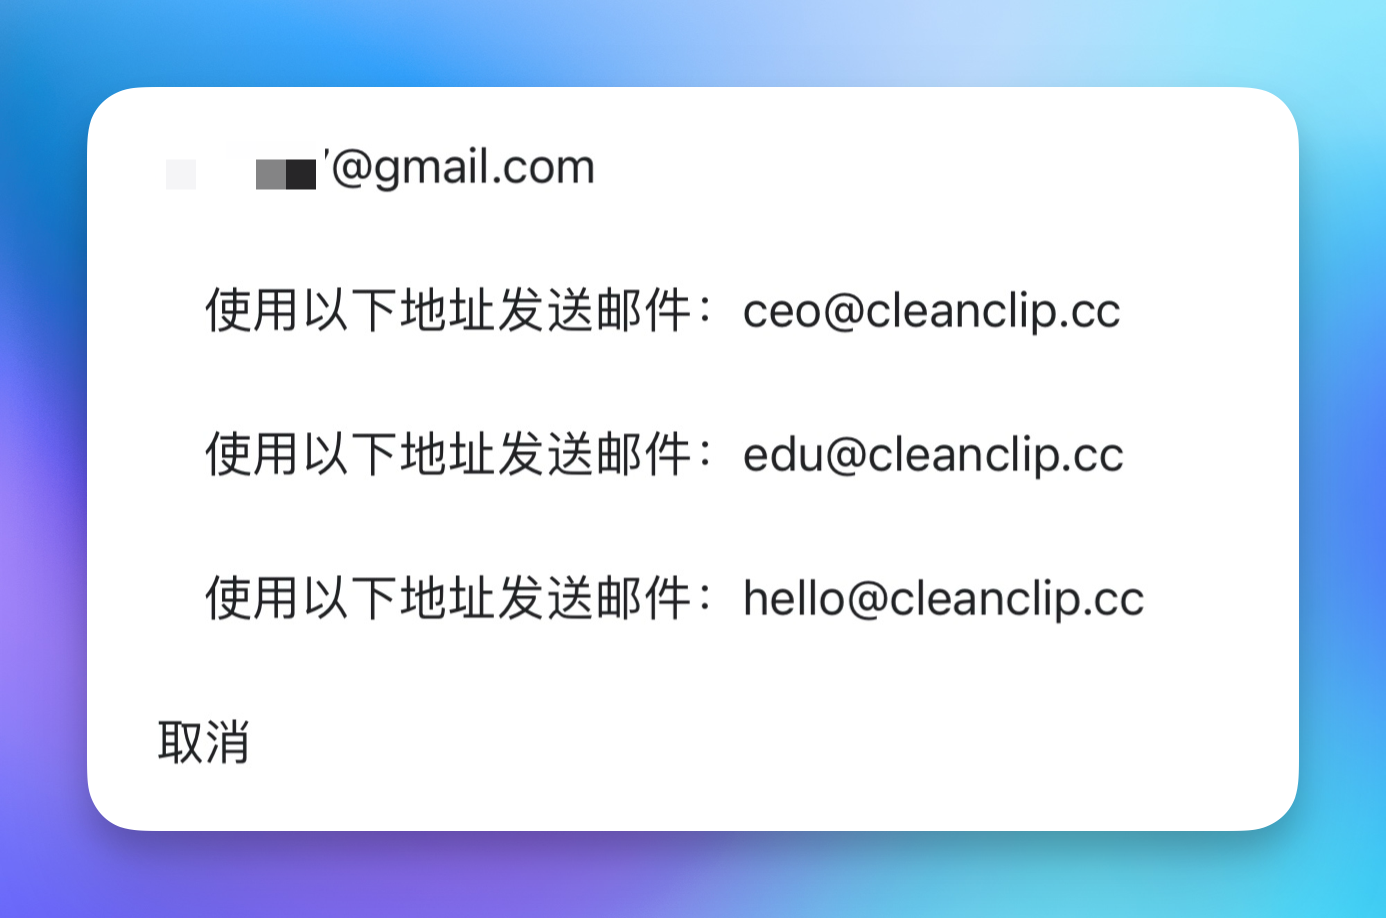 @gmail.com
使用以下地址发送邮件：ceo@cleanclip.cc
使用以下地址发送邮件：edu@cleanclip.cc
使用以下地址发送邮件：hello@cleanclip.cc
取消